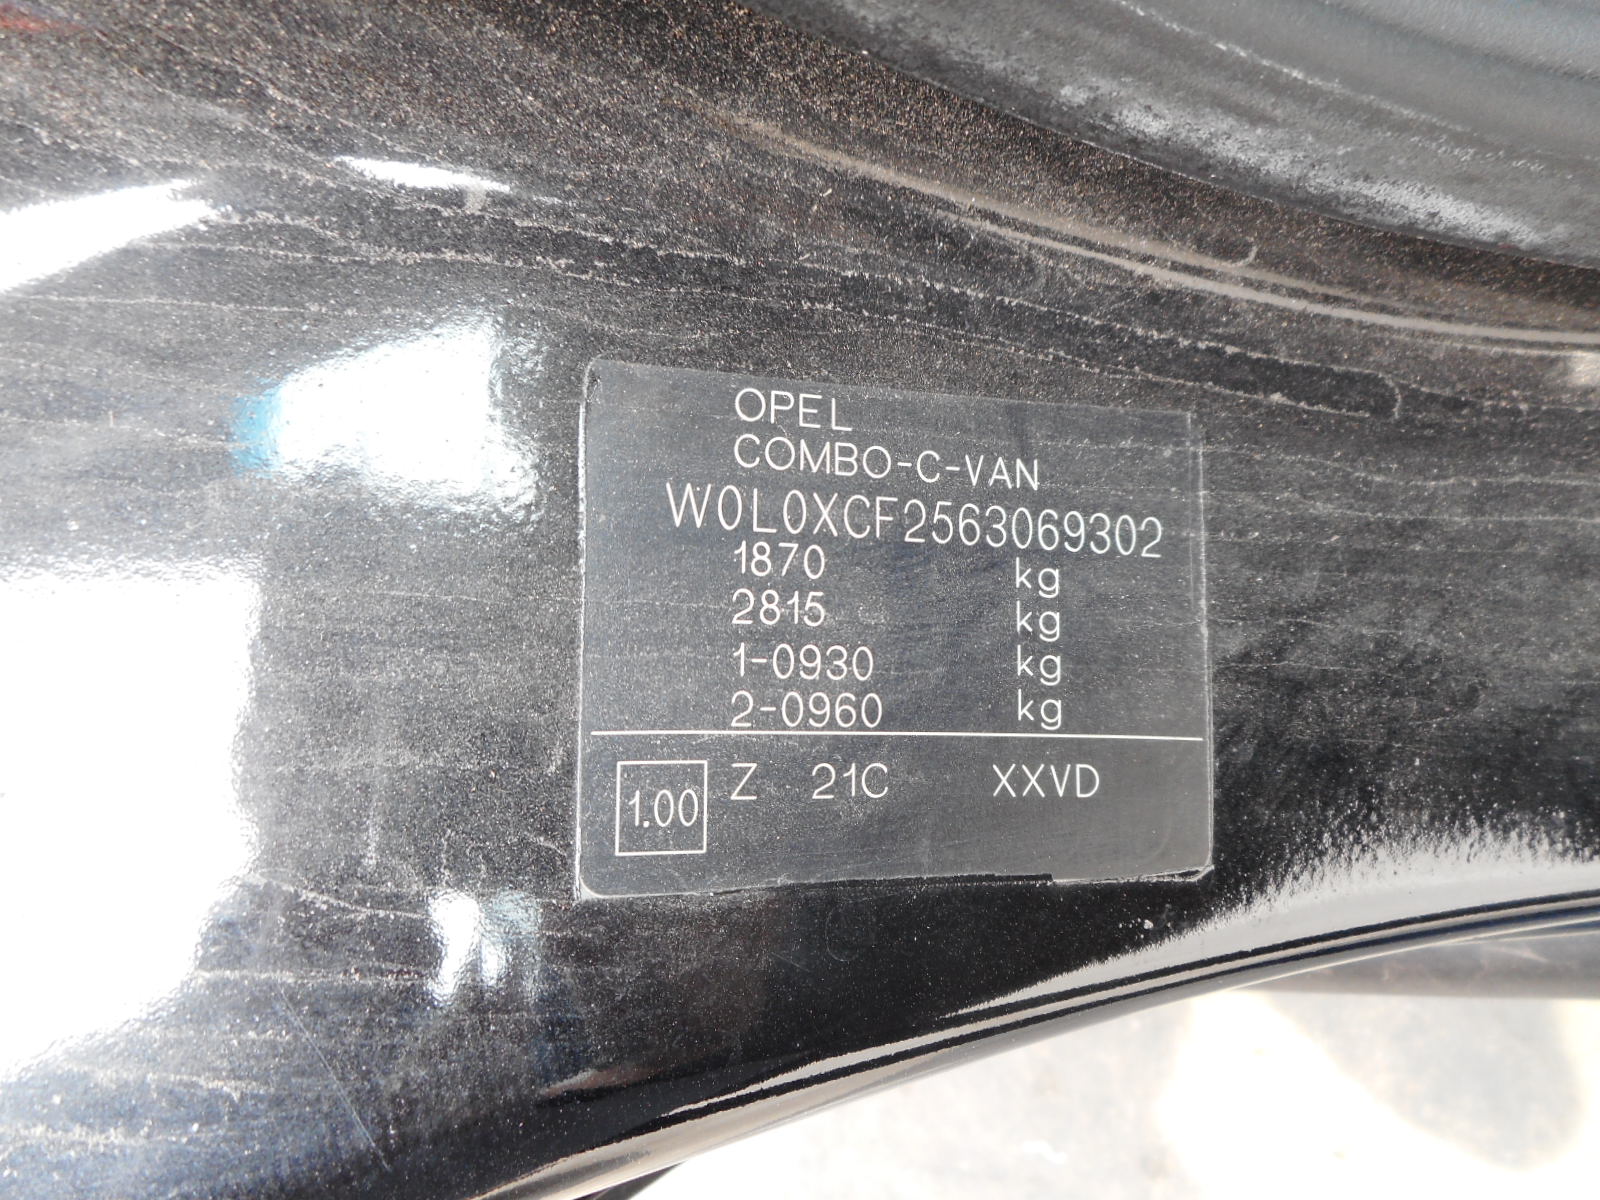 OPEL
COMBO-C-VAN
W0L0XCF2563069302
1870 kg
2815 kg
1-0930 kg
2-0960 kg
1.00 Z 21C XXVD